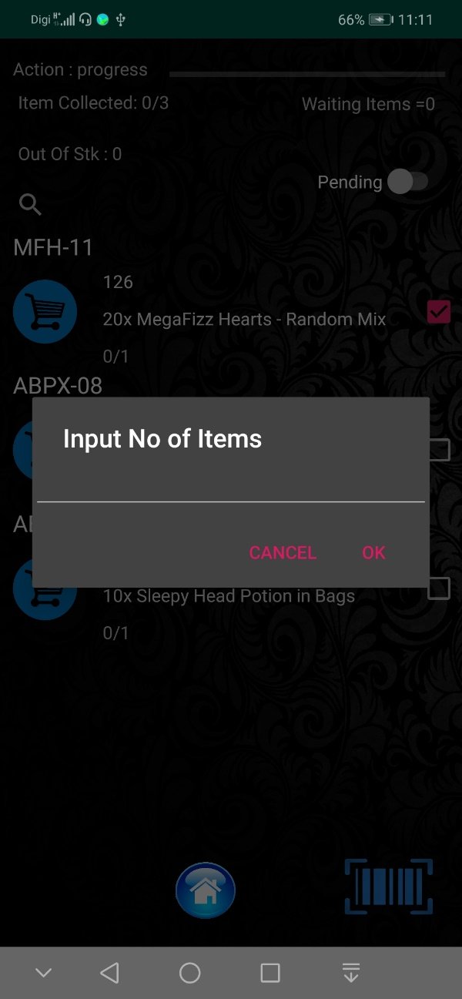 Digi H+ 66% 11:11
Action : progress
Item Collected: 0/3 Waiting Items =0
Out Of Stk : 0
Pending
MFH-11
126
20x MegaFizz Hearts - Random Mix
0/1
ABPX-08
Input No of Items
CANCEL OK
10x Sleepy Head Potion in Bags
0/1